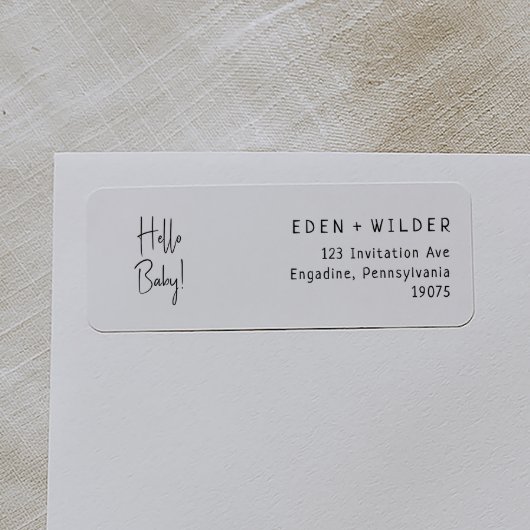 Hello
Baby!
EDEN + WILDER
123 Invitation Ave
Engadine, Pennsylvania
19075